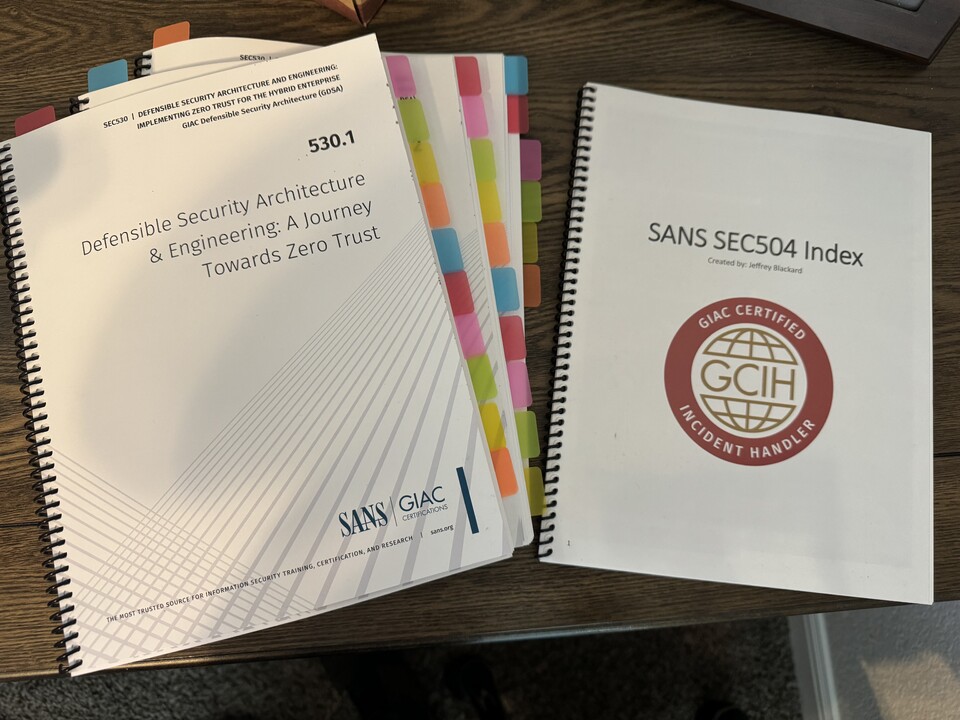 SEC530 |
SEC530 | DEFENSIBLE SECURITY ARCHITECTURE AND ENGINEERING:
IMPLEMENTING ZERO TRUST FOR THE HYBRID ENTERPRISE
GIAC Defensible Security Architecture (GDSA)
530.1
Defensible Security Architecture
& Engineering: A Journey
Towards Zero Trust
SANS | GIAC
CERTIFICATIONS
THE MOST TRUSTED SOURCE FOR INFORMATION SECURITY TRAINING, CERTIFICATION, AND RESEARCH | sans.org
SANS SEC504 Index
Created by: Jeffrey Blackard
GIAC CERTIFIED
GCIH
INCIDENT HANDLER
1